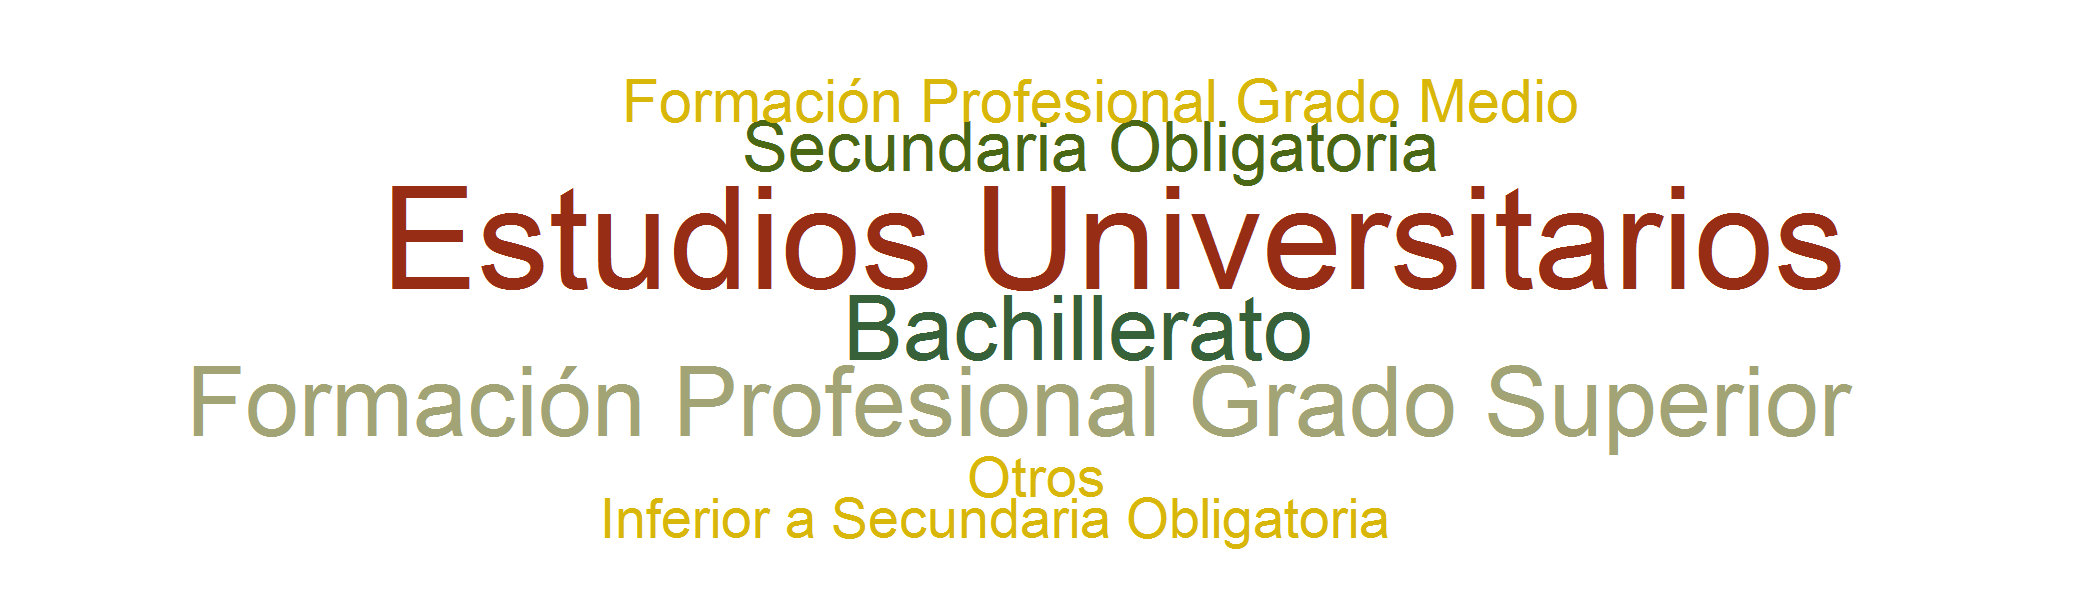 Formación Profesional Grado Medio
Secundaria Obligatoria
Estudios Universitarios
Bachillerato
Formación Profesional Grado Superior
Otros
Inferior a Secundaria Obligatoria